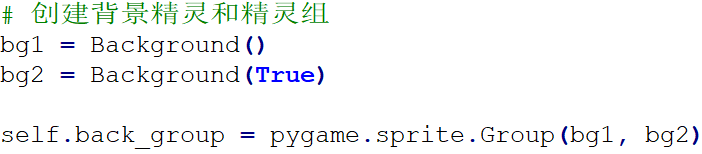 # 创建背景精灵和精灵组
bg1 = Background()
bg2 = Background(True)
self.back_group = pygame.sprite.Group(bg1, bg2)